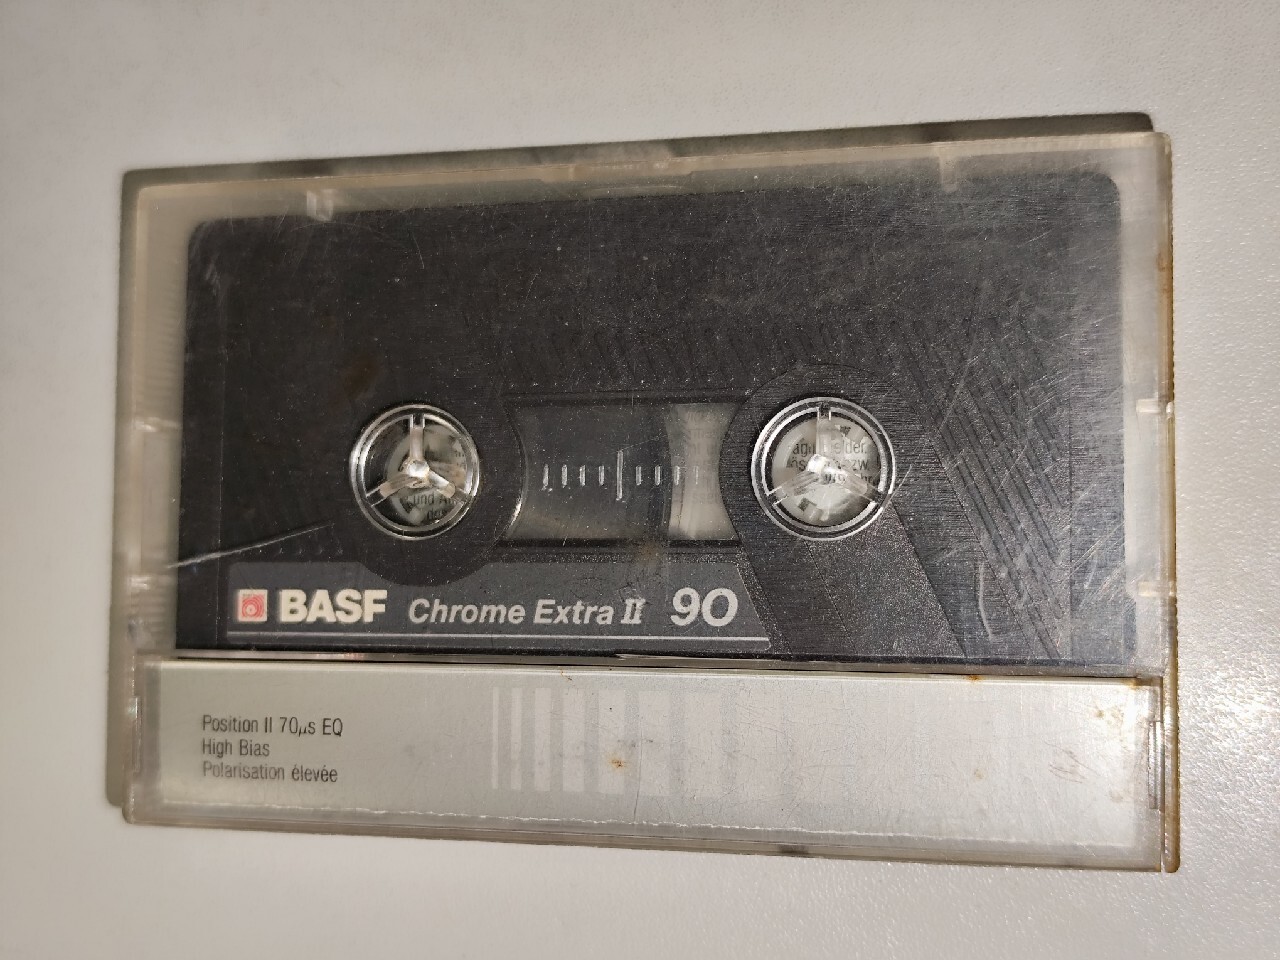 BASF Chrome Extra II 90
Position II 70µs EQ
High Bias
Polarisation élevée